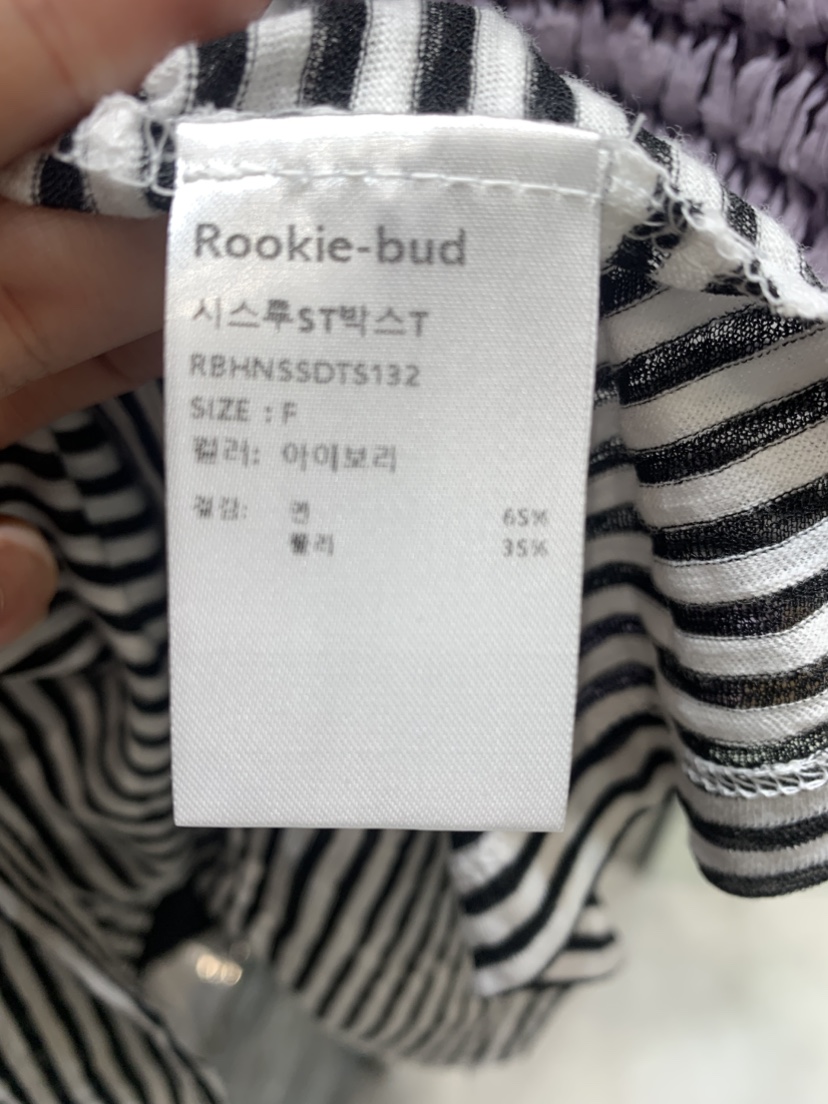 Rookie-bud
시스루ST박스T
RBHNSSDTS132
SIZE : F
컬러: 아이보리
겉감: 면 65%
폴리 35%